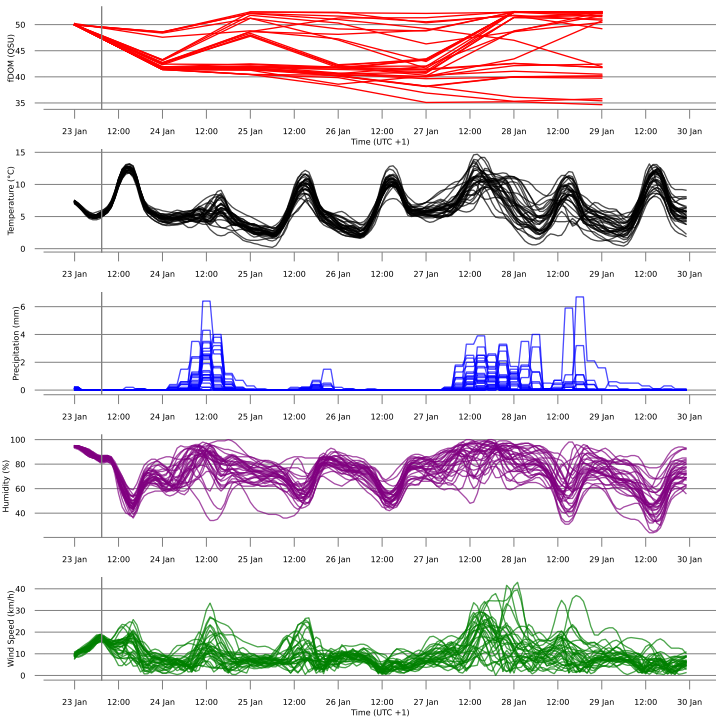 50
45
40
35
fDOM (QSU)
23 Jan 12:00 24 Jan 12:00 25 Jan 12:00 26 Jan 12:00 27 Jan 12:00 28 Jan 12:00 29 Jan 12:00 30 Jan
Time (UTC +1)
15
10
5
0
Temperature (°C)
23 Jan 12:00 24 Jan 12:00 25 Jan 12:00 26 Jan 12:00 27 Jan 12:00 28 Jan 12:00 29 Jan 12:00 30 Jan
6
4
2
0
Precipitation (mm)
23 Jan 12:00 24 Jan 12:00 25 Jan 12:00 26 Jan 12:00 27 Jan 12:00 28 Jan 12:00 29 Jan 12:00 30 Jan
100
80
60
40
Humidity (%)
23 Jan 12:00 24 Jan 12:00 25 Jan 12:00 26 Jan 12:00 27 Jan 12:00 28 Jan 12:00 29 Jan 12:00 30 Jan
40
30
20
10
0
Wind Speed (km/h)
23 Jan 12:00 24 Jan 12:00 25 Jan 12:00 26 Jan 12:00 27 Jan 12:00 28 Jan 12:00 29 Jan 12:00 30 Jan
Time (UTC +1)